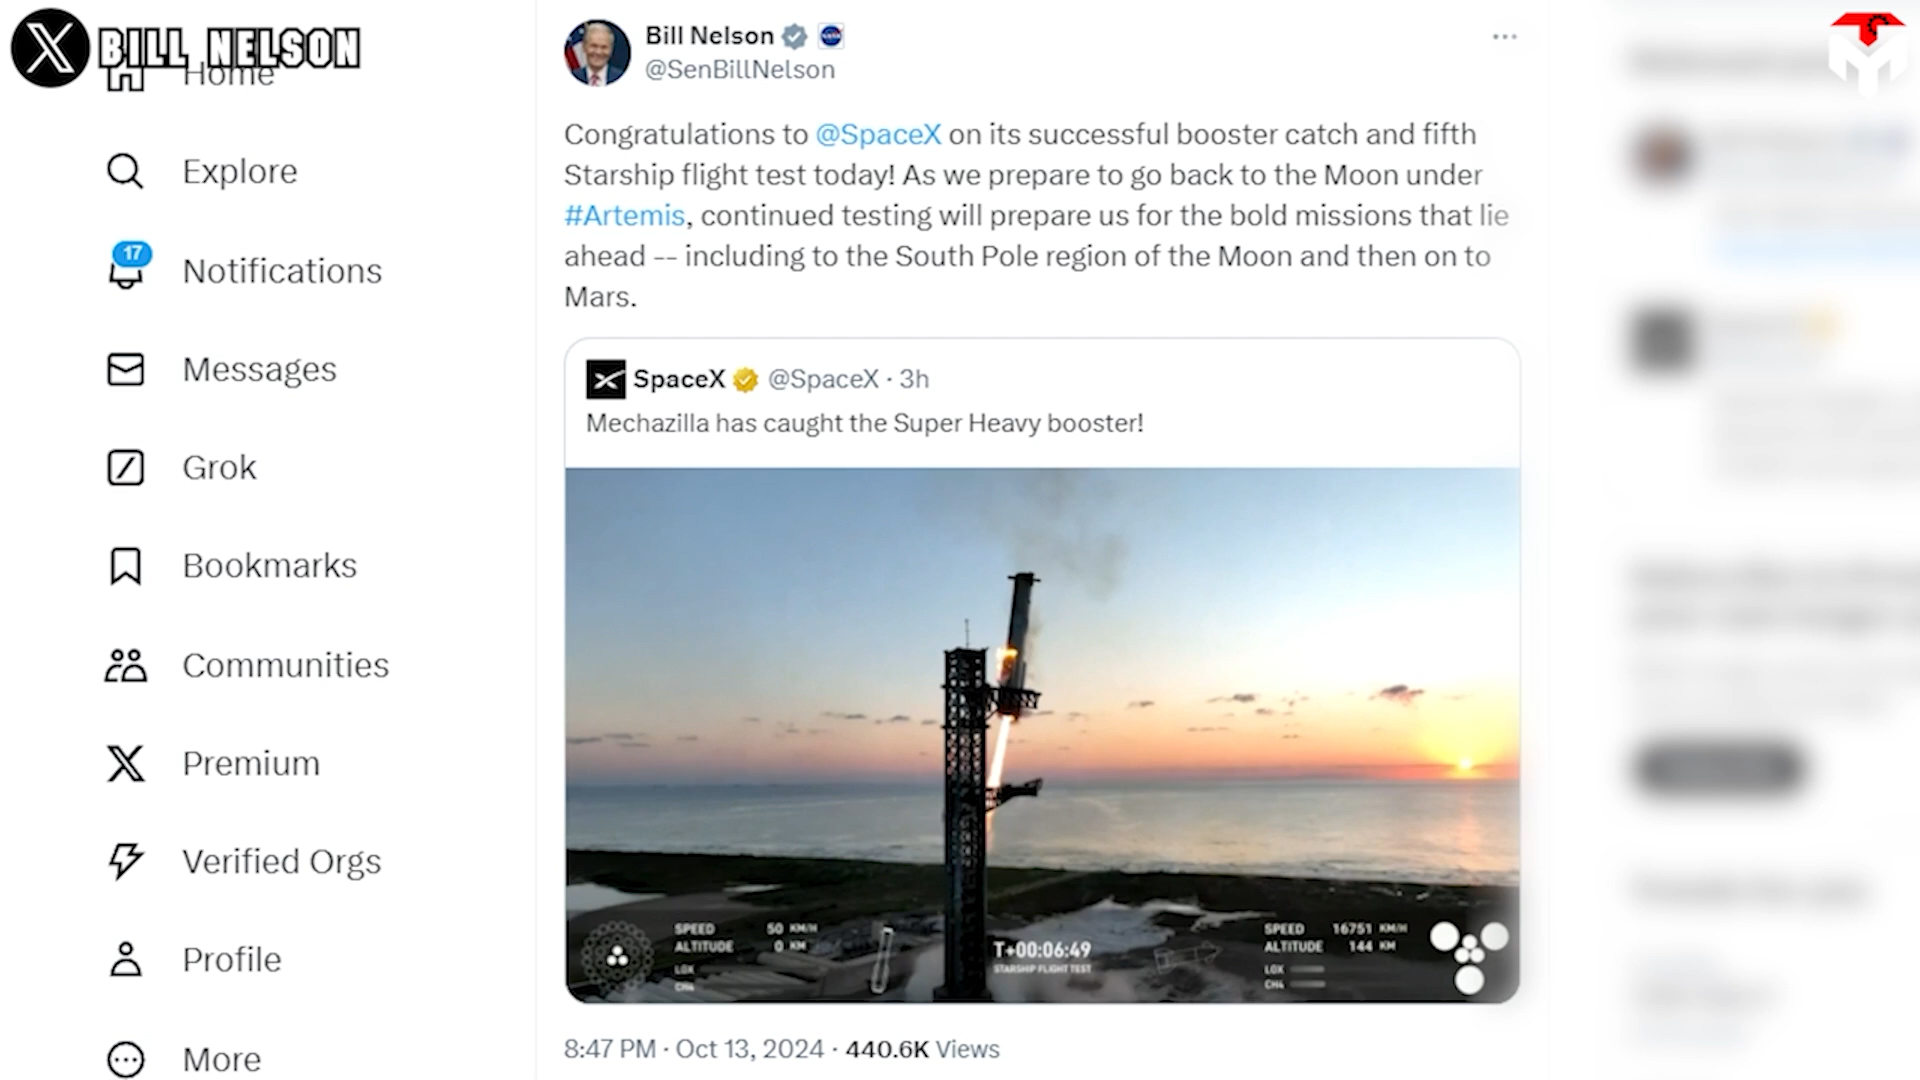 BILL NELSON
Home
Explore
17
Notifications
Messages
Grok
Bookmarks
Communities
Premium
Verified Orgs
Profile
More
Bill Nelson
@SenBillNelson
Congratulations to @SpaceX on its successful booster catch and fifth
Starship flight test today! As we prepare to go back to the Moon under
#Artemis, continued testing will prepare us for the bold missions that lie
ahead -- including to the South Pole region of the Moon and then on to
Mars.
SpaceX @SpaceX · 3h
Mechazilla has caught the Super Heavy booster!
SPEED 50 KM/H
ALTITUDE 0 KM
LOX
CH4
T+00:06:49
STARSHIP FLIGHT TEST
SPEED 16751 KM/H
ALTITUDE 144 KM
LOX
CH4
8:47 PM · Oct 13, 2024 · 440.6K Views